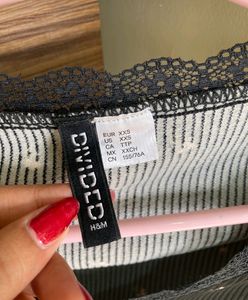 DIVIDED
H&M
EUR XXS
US XXS
CA TTP
MX XXCH
CN 155/76A